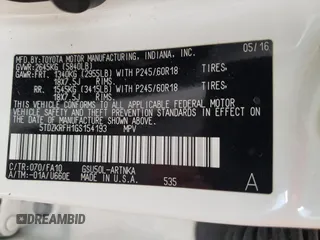 MFD. BY: TOYOTA MOTOR MANUFACTURING, INDIANA, INC.
GVWR: 2645KG (5840LB) 05/16
GAWR: FRT. 1340KG (2955LB) WITH P245/60R18 TIRES,
18X7.5J RIMS,
RR. 1545KG (3415LB) WITH P245/60R18 TIRES,
18X7.5J RIMS,
THIS VEHICLE CONFORMS TO ALL APPLICABLE FEDERAL MOTOR
VEHICLE SAFETY, BUMPER, AND THEFT PREVENTION STANDARDS
IN EFFECT ON THE DATE OF MANUFACTURE SHOWN ABOVE.
5TDZKRFH1GS154193 MPV
C/TR: 070/FA10 GSU50L-ARTNKA
A/TM: -01A/U660E MADE IN U.S.A. 535 A